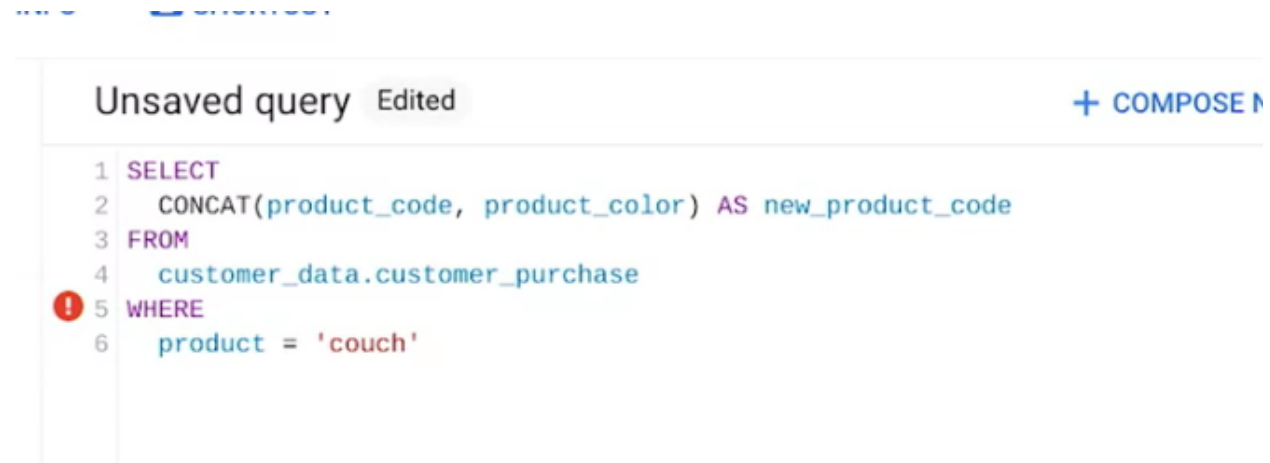 Unsaved query Edited
+ COMPOSE N
1 SELECT
2 CONCAT(product_code, product_color) AS new_product_code
3 FROM
4 customer_data.customer_purchase
5 WHERE
6 product = 'couch'